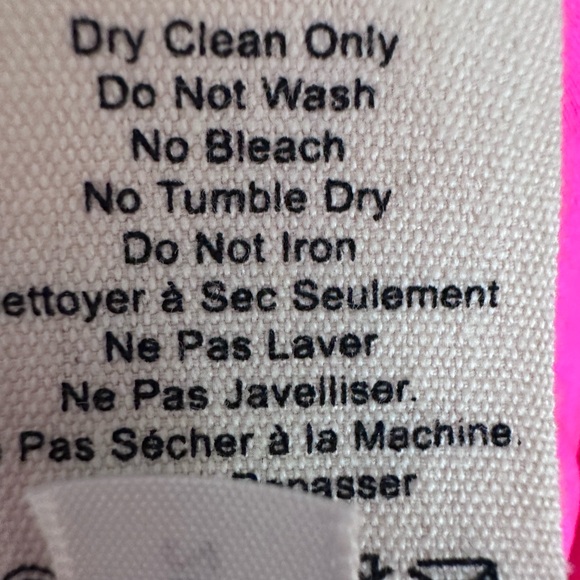 Dry Clean Only
Do Not Wash
No Bleach
No Tumble Dry
Do Not Iron
ettoyer à Sec Seulement
Ne Pas Laver
Ne Pas Javelliser.
Pas Sécher à la Machine.